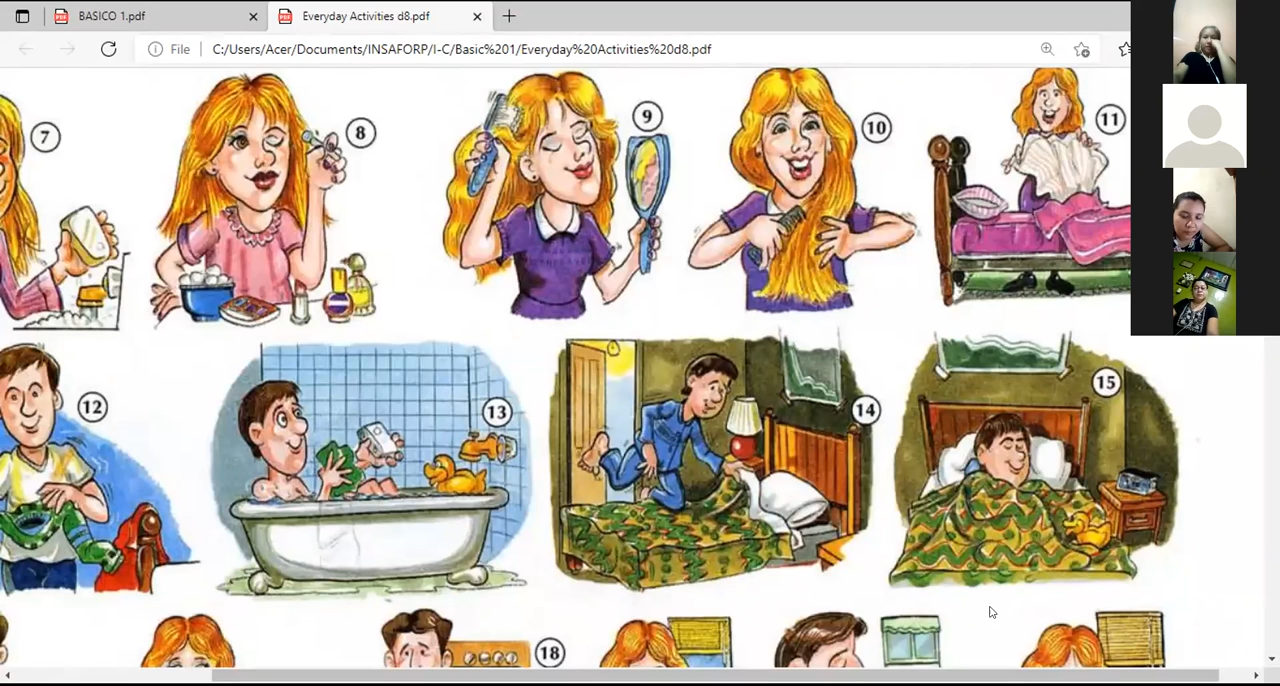 BASICO 1.pdf
Everyday Activities d8.pdf
File
C:/Users/Acer/Documents/INSAFORP/I-C/Basic%201/Everyday%20Activities%20d8.pdf
7
8
9
10
11
12
13
14
15
18